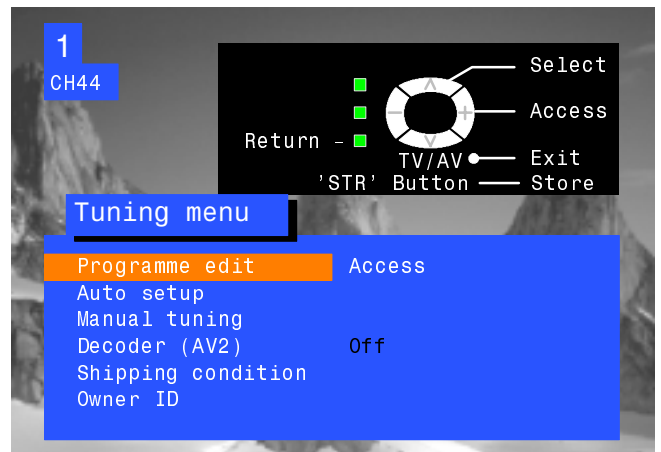 1
CH44
Select
Access
Return –
TV/AV Exit
'STR' Button Store
Tuning menu
Programme edit Access
Auto setup
Manual tuning
Decoder (AV2) Off
Shipping condition
Owner ID